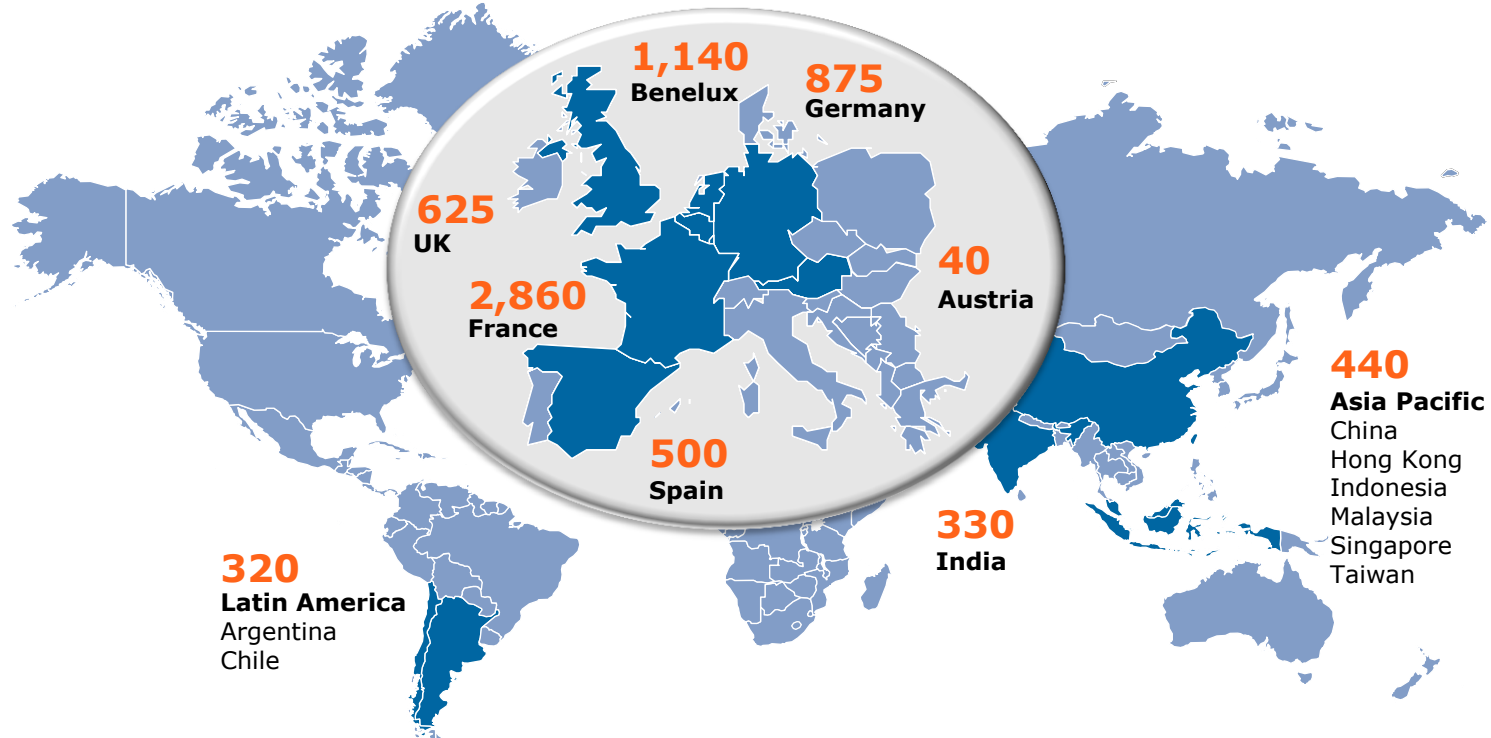 1,140
Benelux
875
Germany
625
UK
40
Austria
2,860
France
500
Spain
440
Asia Pacific
China
Hong Kong
Indonesia
Malaysia
Singapore
Taiwan
330
India
320
Latin America
Argentina
Chile